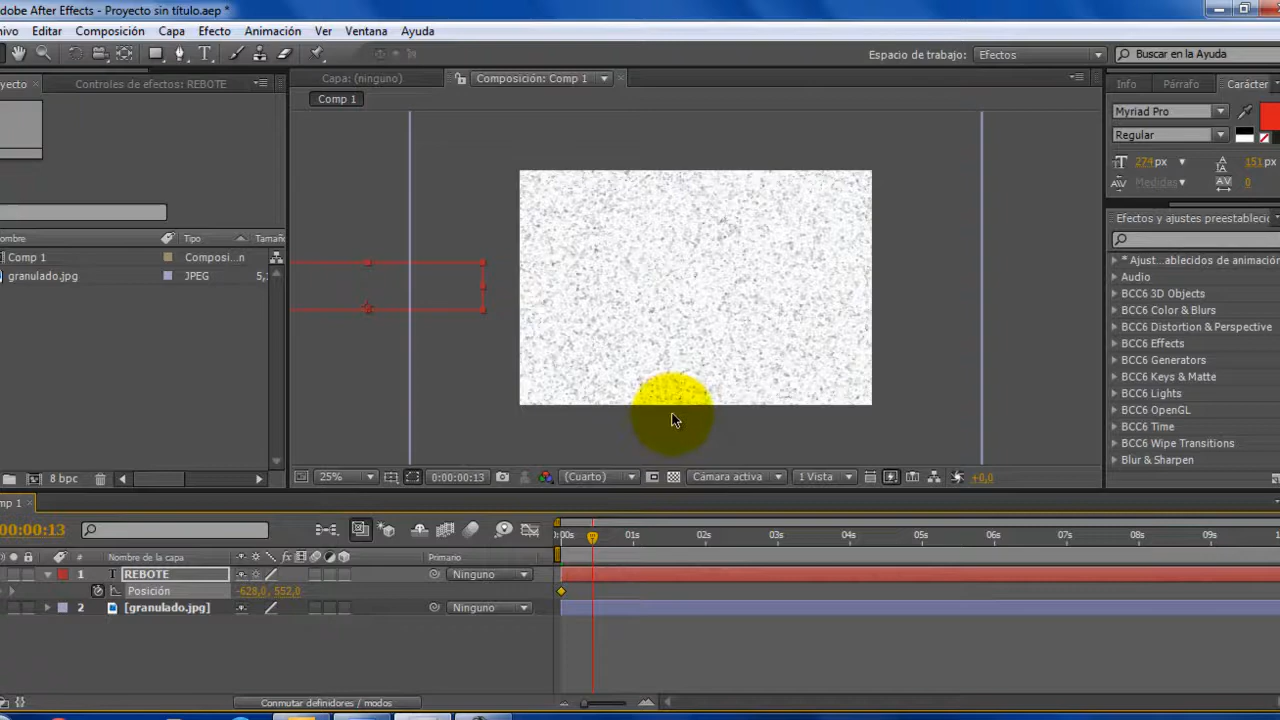 dobe After Effects - Proyecto sin título.aep *
ivo Editar Composición Capa Efecto Animación Ver Ventana Ayuda
Espacio de trabajo: Efectos Buscar en la Ayuda
oyecto Controles de efectos: REBOTE Capa: (ninguno) Composición: Comp 1 Info Párrafo Carácter
Comp 1
Myriad Pro
Regular
274 px 151 px
Medidas 0
Efectos y ajustes preestableci
ombre Tipo Tamañ
Comp 1 Composi...n
granulado.jpg JPEG 5,
* Ajust...ablecidos de animación
Audio
BCC6 3D Objects
BCC6 Color & Blurs
BCC6 Distortion & Perspective
BCC6 Effects
BCC6 Generators
BCC6 Keys & Matte
BCC6 Lights
BCC6 OpenGL
BCC6 Time
BCC6 Wipe Transitions
Blur & Sharpen
8 bpc 25% 0:00:00:13 (Cuarto) Cámara activa 1 Vista +0,0
mp 1
0:00:00:13
:00s 01s 02s 03s 04s 05s 06s 07s 08s 09s
# Nombre de la capa fx Primario
1 T REBOTE Ninguno
Posición -628,0, 552,0
2 [granulado.jpg] Ninguno
Conmutar definidores / modos